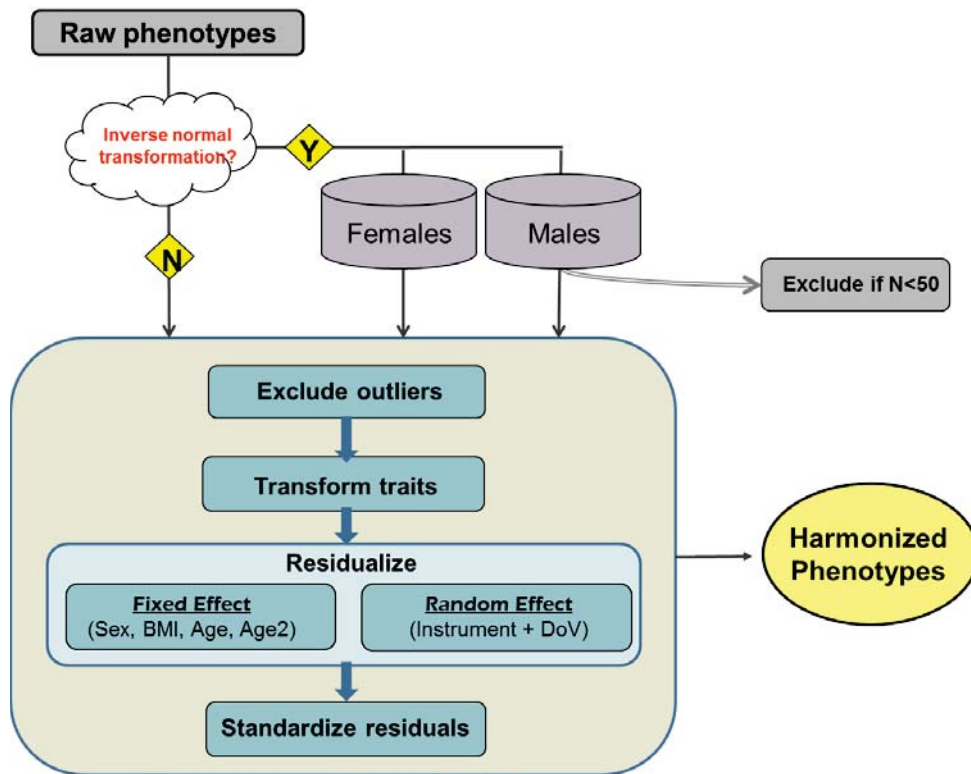 Raw phenotypes
Inverse normal
transformation?
Y
N
Females
Males
Exclude if N<50
Exclude outliers
Transform traits
Residualize
Fixed Effect
(Sex, BMI, Age, Age2)
Random Effect
(Instrument + DoV)
Standardize residuals
Harmonized
Phenotypes